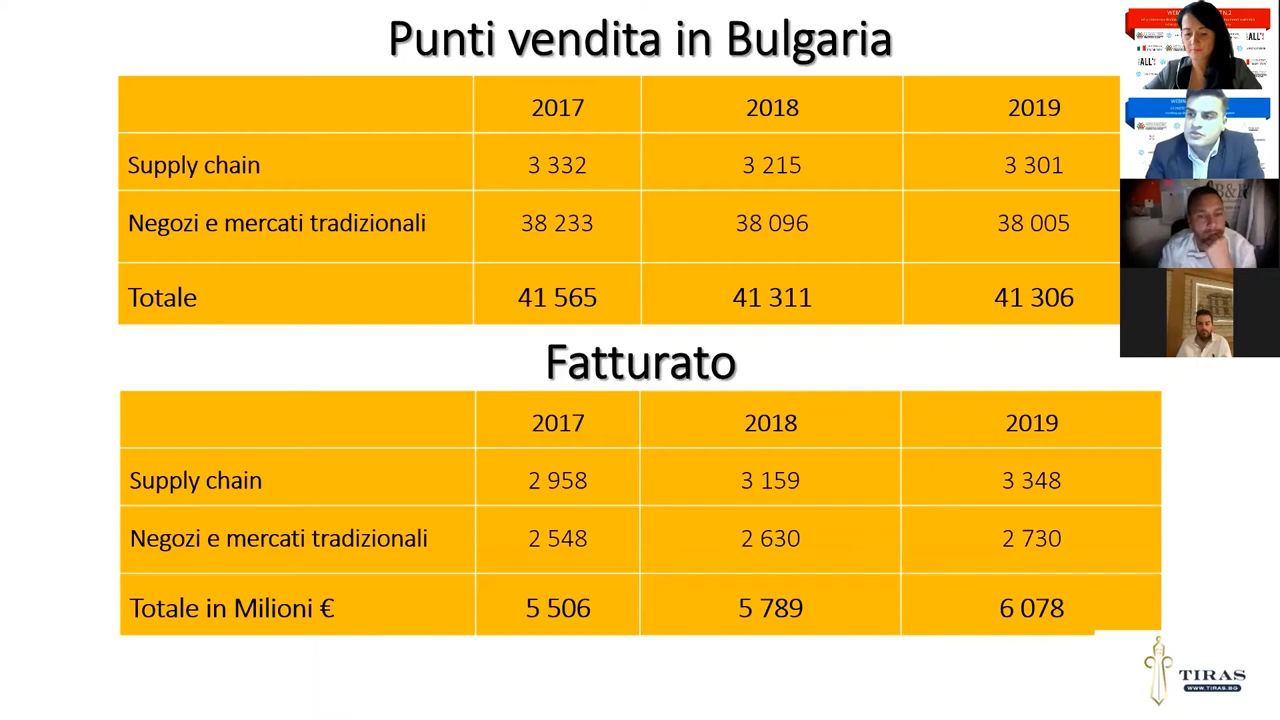 Punti vendita in Bulgaria
2017 2018 2019
Supply chain 3 332 3 215 3 301
Negozi e mercati tradizionali 38 233 38 096 38 005
Totale 41 565 41 311 41 306
Fatturato
2017 2018 2019
Supply chain 2 958 3 159 3 348
Negozi e mercati tradizionali 2 548 2 630 2 730
Totale in Milioni € 5 506 5 789 6 078
B&R
TIRAS
WWW.TIRAS.BG